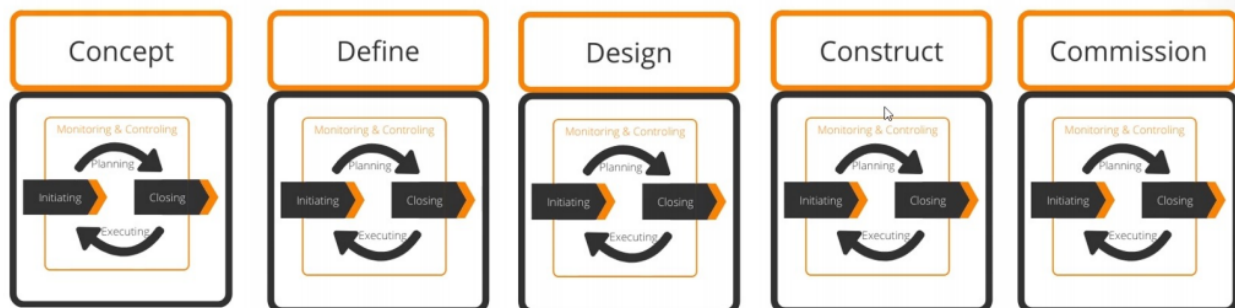 Concept
Define
Design
Construct
Commission
Monitoring & Controling
Planning
Initiating
Closing
Executing
Monitoring & Controling
Planning
Initiating
Closing
Executing
Monitoring & Controling
Planning
Initiating
Closing
Executing
Monitoring & Controling
Planning
Initiating
Closing
Executing
Monitoring & Controling
Planning
Initiating
Closing
Executing